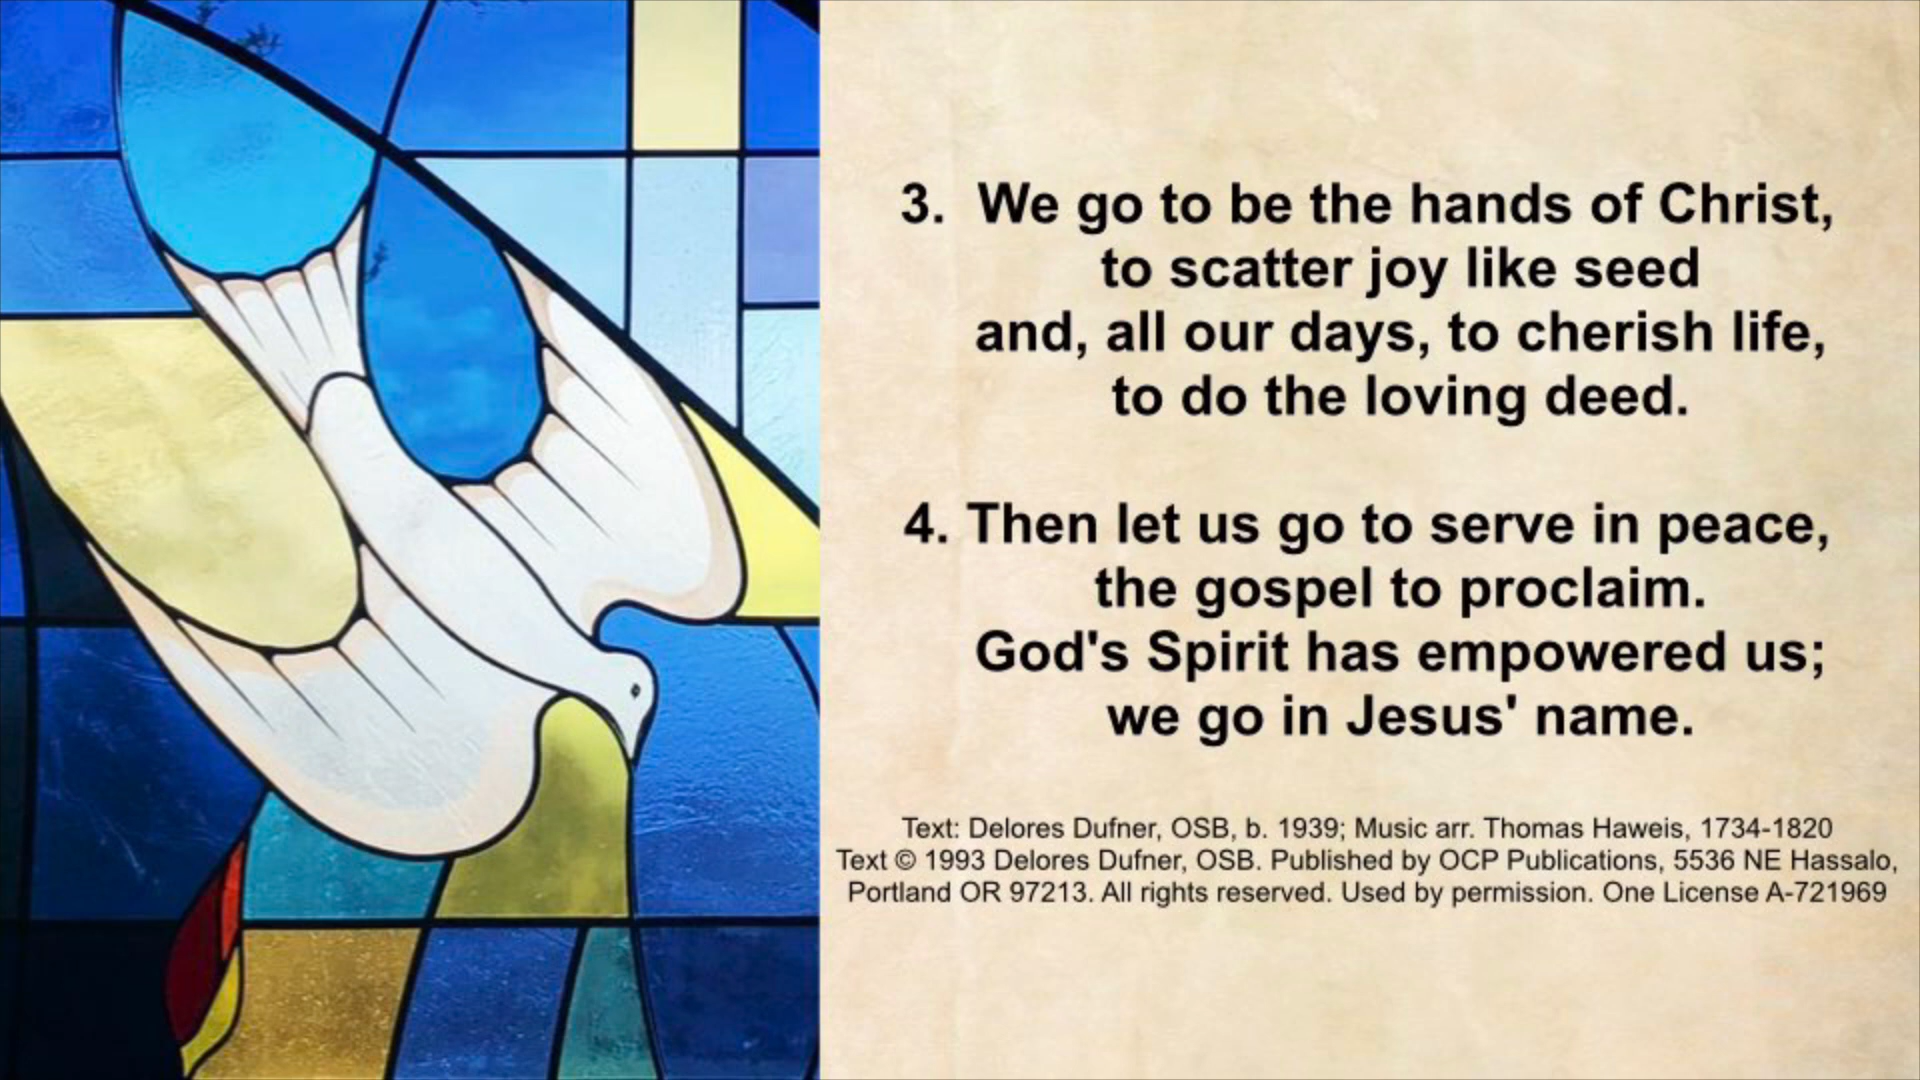 3. We go to be the hands of Christ,
to scatter joy like seed
and, all our days, to cherish life,
to do the loving deed.
4. Then let us go to serve in peace,
the gospel to proclaim.
God's Spirit has empowered us;
we go in Jesus' name.
Text: Delores Dufner, OSB, b. 1939; Music arr. Thomas Haweis, 1734-1820
Text © 1993 Delores Dufner, OSB. Published by OCP Publications, 5536 NE Hassalo,
Portland OR 97213. All rights reserved. Used by permission. One License A-721969